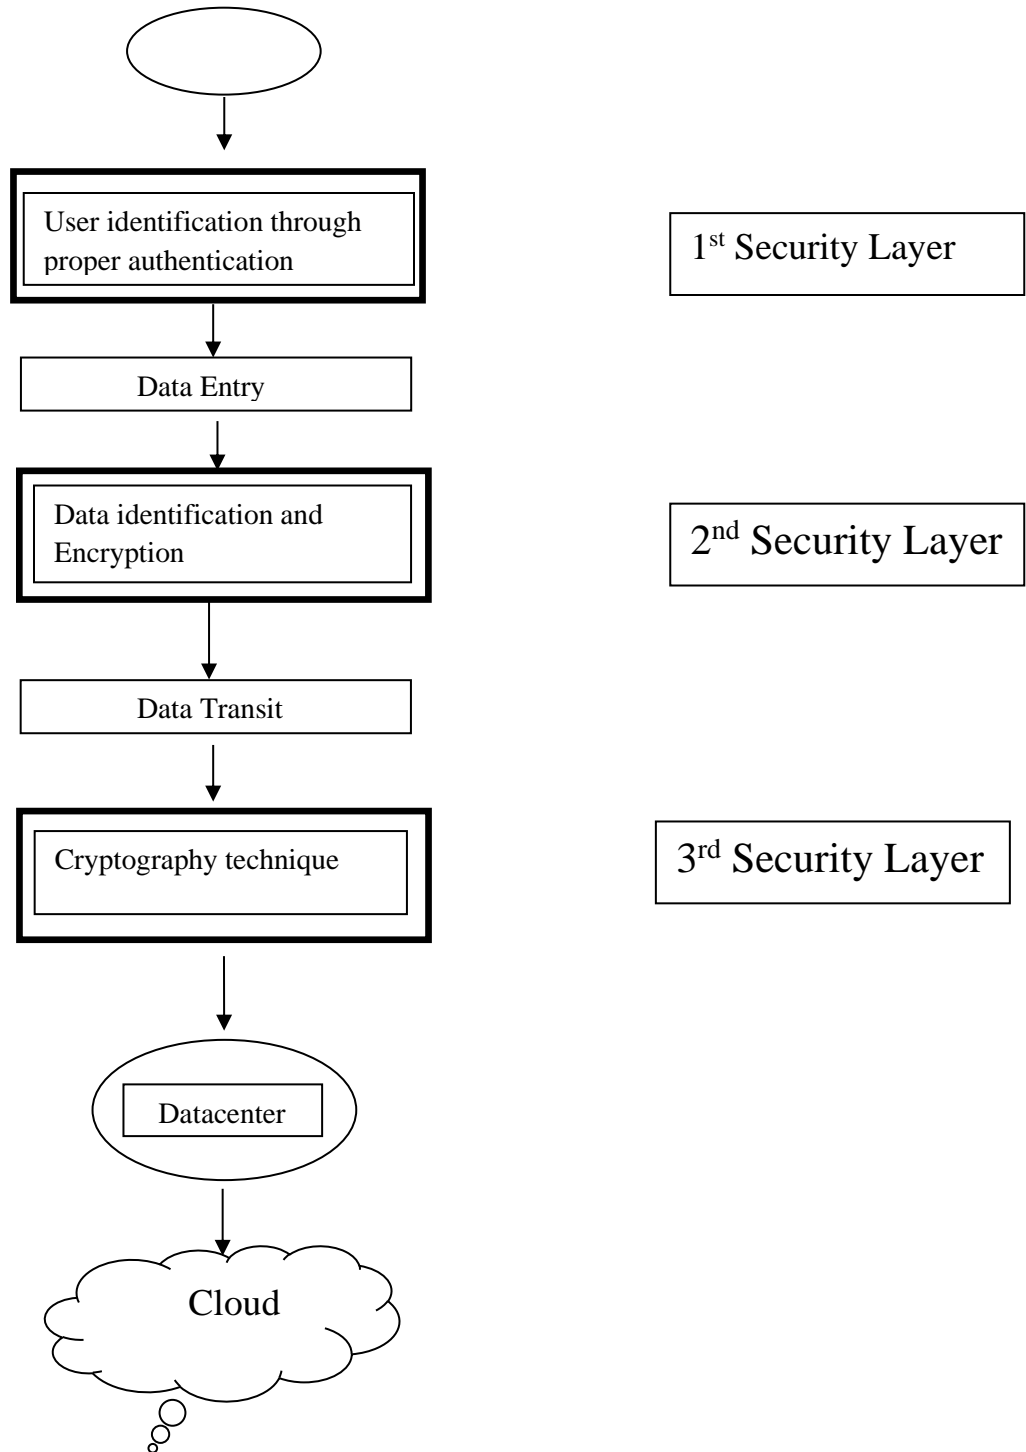 User identification through
proper authentication
1st Security Layer
Data Entry
Data identification and
Encryption
2nd Security Layer
Data Transit
Cryptography technique
3rd Security Layer
Datacenter
Cloud